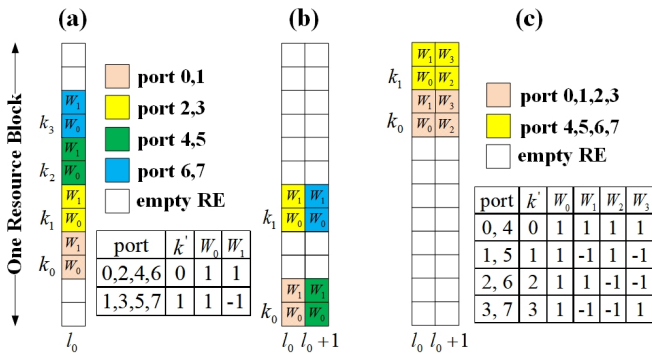 (a)
(b)
(c)
One Resource Block
W1
W0
W1
W0
W1
W0
W1
W0
k3
k2
k1
k0
l0
port 0,1
port 2,3
port 4,5
port 6,7
empty RE
port k' W0 W1
0,2,4,6 0 1 1
1,3,5,7 1 1 -1
W1 W1
W0 W0
k1
W1 W1
W0 W0
k0
l0 l0 + 1
W1 W3
W0 W2
k1
W1 W3
W0 W2
k0
l0 l0 + 1
port 0,1,2,3
port 4,5,6,7
empty RE
port k' W0 W1 W2 W3
0, 4 0 1 1 1 1
1, 5 1 1 -1 1 -1
2, 6 2 1 1 -1 -1
3, 7 3 1 -1 -1 1